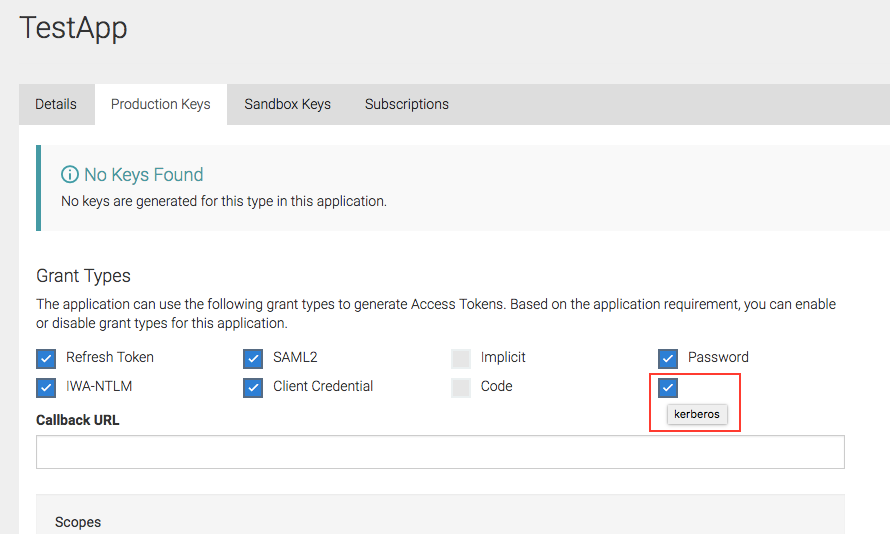 TestApp
Details Production Keys Sandbox Keys Subscriptions
No Keys Found
No keys are generated for this type in this application.
Grant Types
The application can use the following grant types to generate Access Tokens. Based on the application requirement, you can enable
or disable grant types for this application.
Refresh Token SAML2 Implicit Password
IWA-NTLM Client Credential Code
kerberos
Callback URL
Scopes